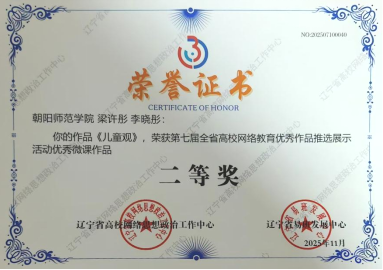 NO:202507100040
荣誉证书
CERTIFICATE OF HONOR
朝阳师范学院 梁许彤 李晓彤：
你的作品《儿童观》，荣获第七届全省高校网络教育优秀作品推选展示
活动优秀微课作品
二等奖
辽宁省高校网络思想政治工作中心
辽宁省易班发展中心
2025年11月